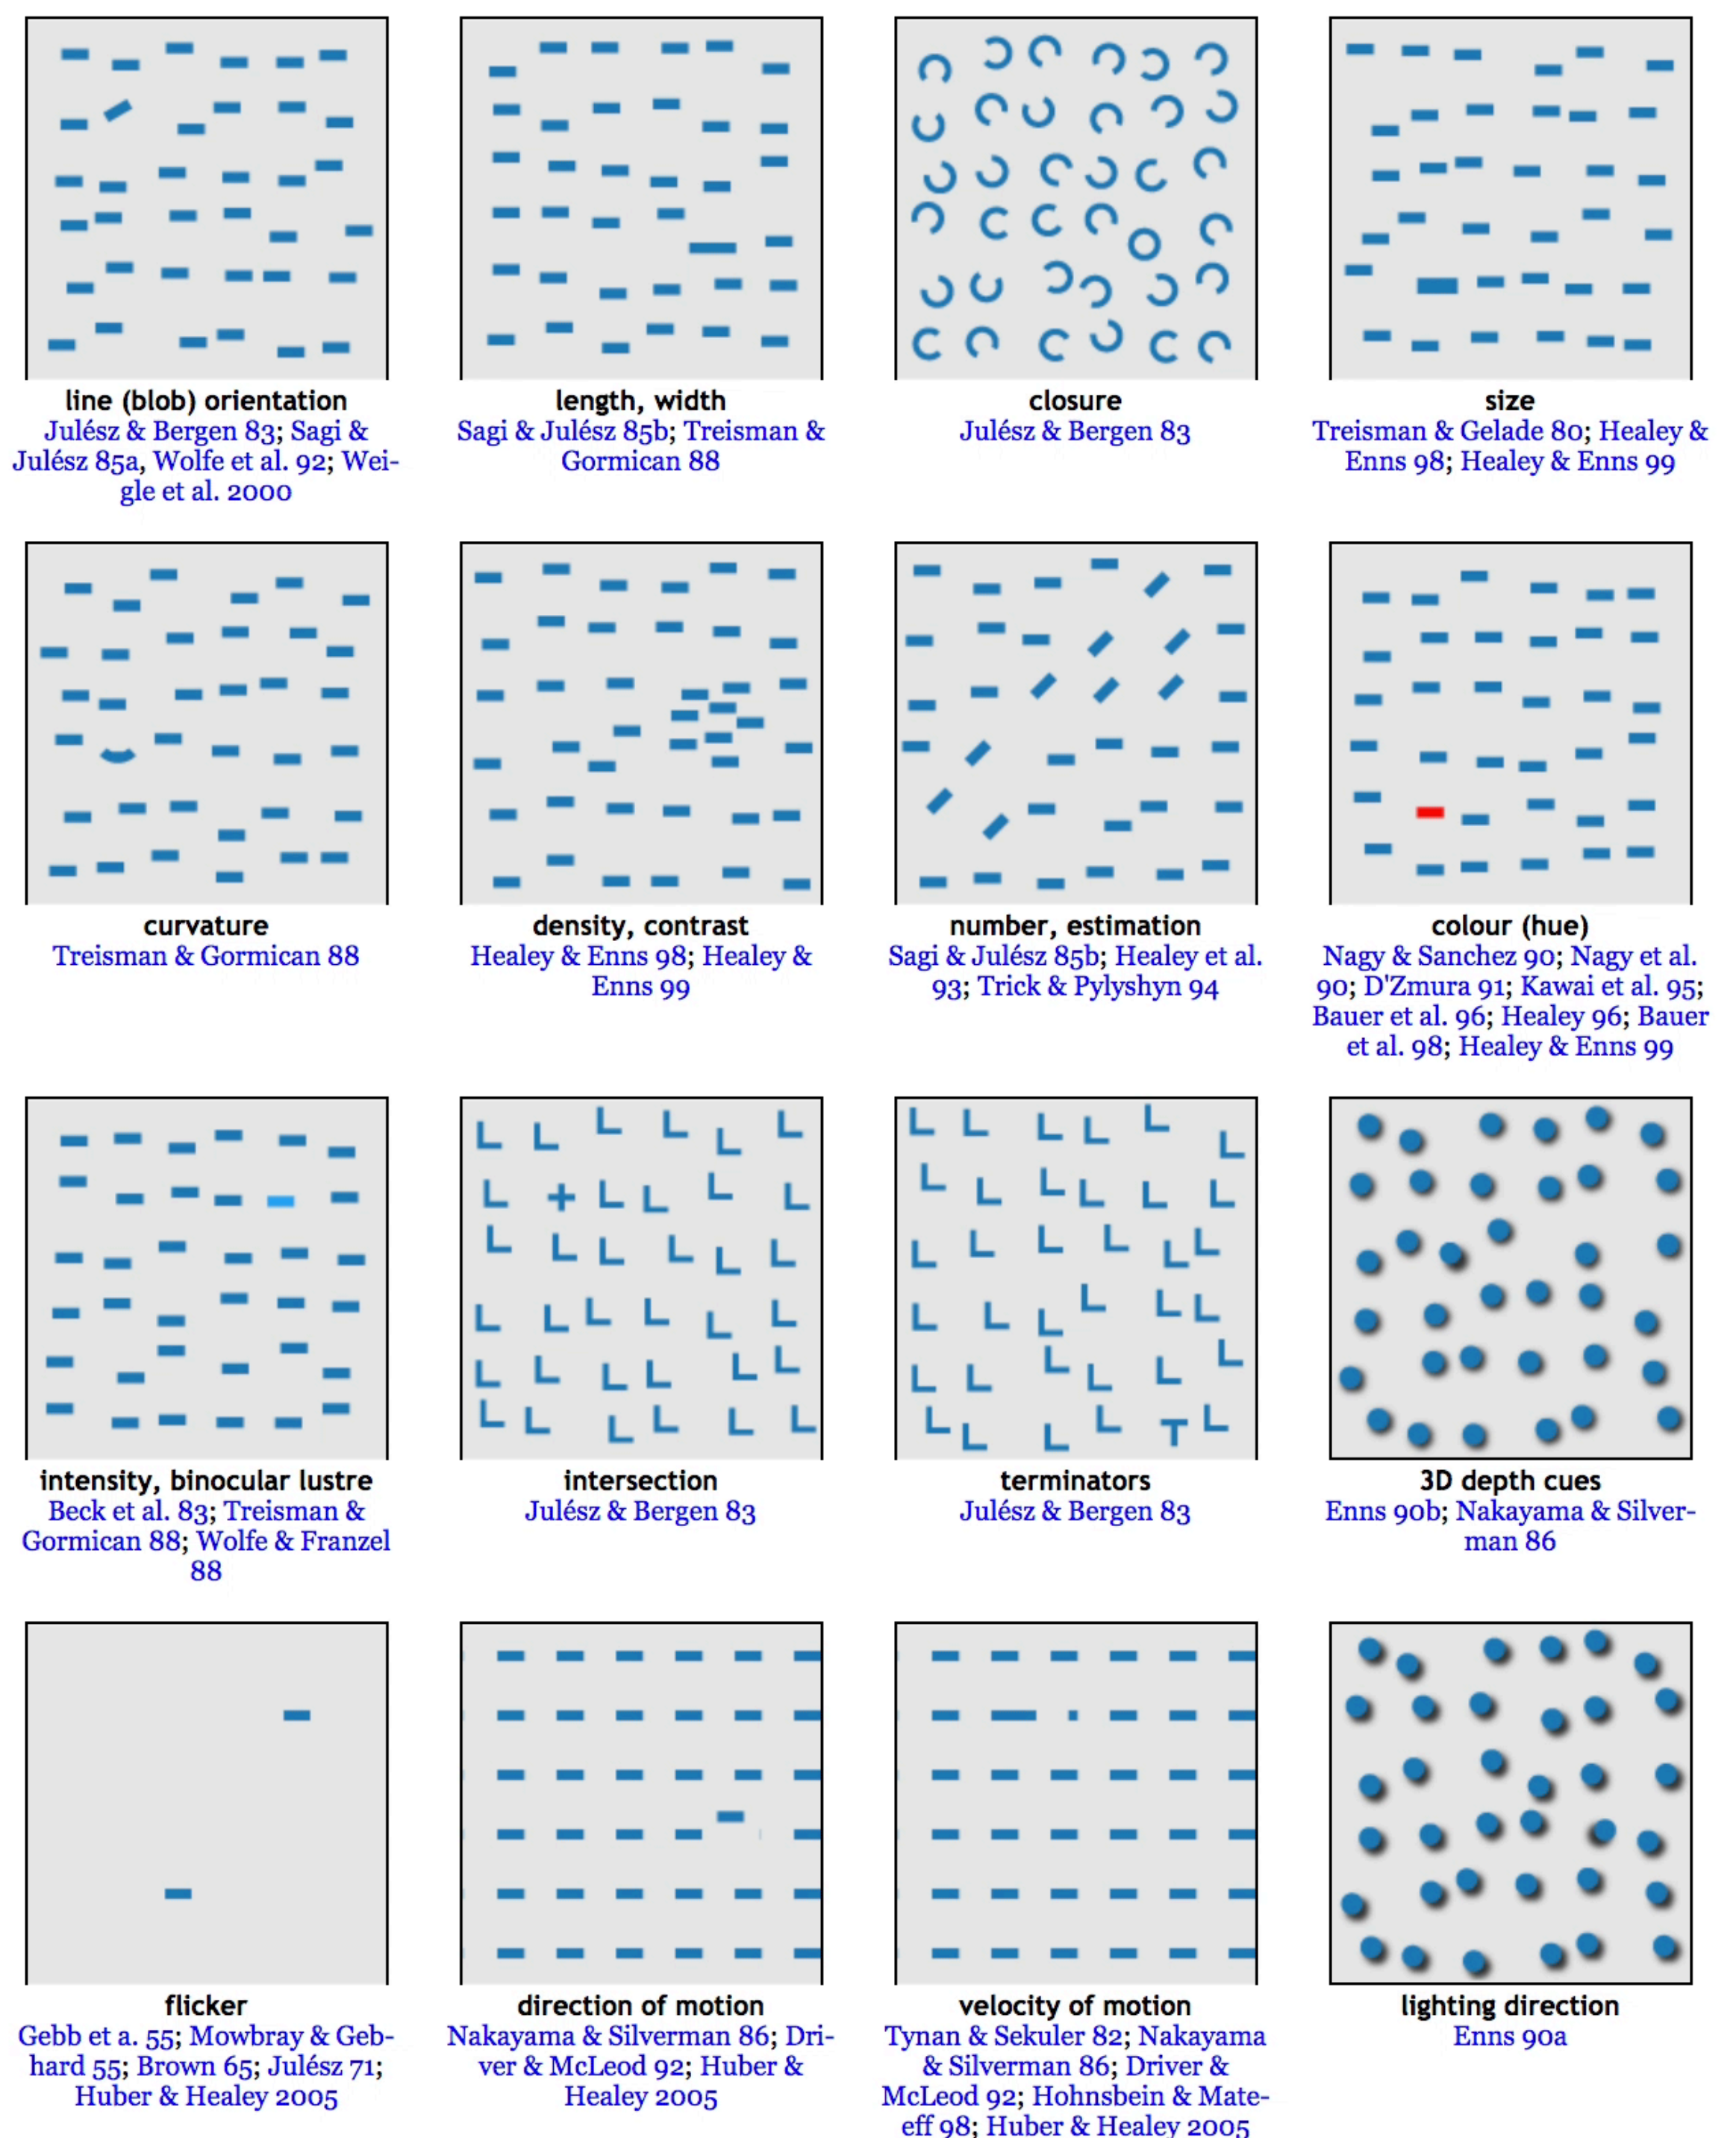 line (blob) orientation
Julész & Bergen 83; Sagi &
Julész 85a, Wolfe et al. 92; Wei-
gle et al. 2000
length, width
Sagi & Julész 85b; Treisman &
Gormican 88
closure
Julész & Bergen 83
size
Treisman & Gelade 80; Healey &
Enns 98; Healey & Enns 99
curvature
Treisman & Gormican 88
density, contrast
Healey & Enns 98; Healey &
Enns 99
number, estimation
Sagi & Julész 85b; Healey et al.
93; Trick & Pylyshyn 94
colour (hue)
Nagy & Sanchez 90; Nagy et al.
90; D'Zmura 91; Kawai et al. 95;
Bauer et al. 96; Healey 96; Bauer
et al. 98; Healey & Enns 99
intensity, binocular lustre
Beck et al. 83; Treisman &
Gormican 88; Wolfe & Franzel
88
intersection
Julész & Bergen 83
terminators
Julész & Bergen 83
3D depth cues
Enns 90b; Nakayama & Silver-
man 86
flicker
Gebb et a. 55; Mowbray & Geb-
hard 55; Brown 65; Julész 71;
Huber & Healey 2005
direction of motion
Nakayama & Silverman 86; Dri-
ver & McLeod 92; Huber &
Healey 2005
velocity of motion
Tynan & Sekuler 82; Nakayama
& Silverman 86; Driver &
McLeod 92; Hohnsbein & Mate-
eff 98; Huber & Healey 2005
lighting direction
Enns 90a